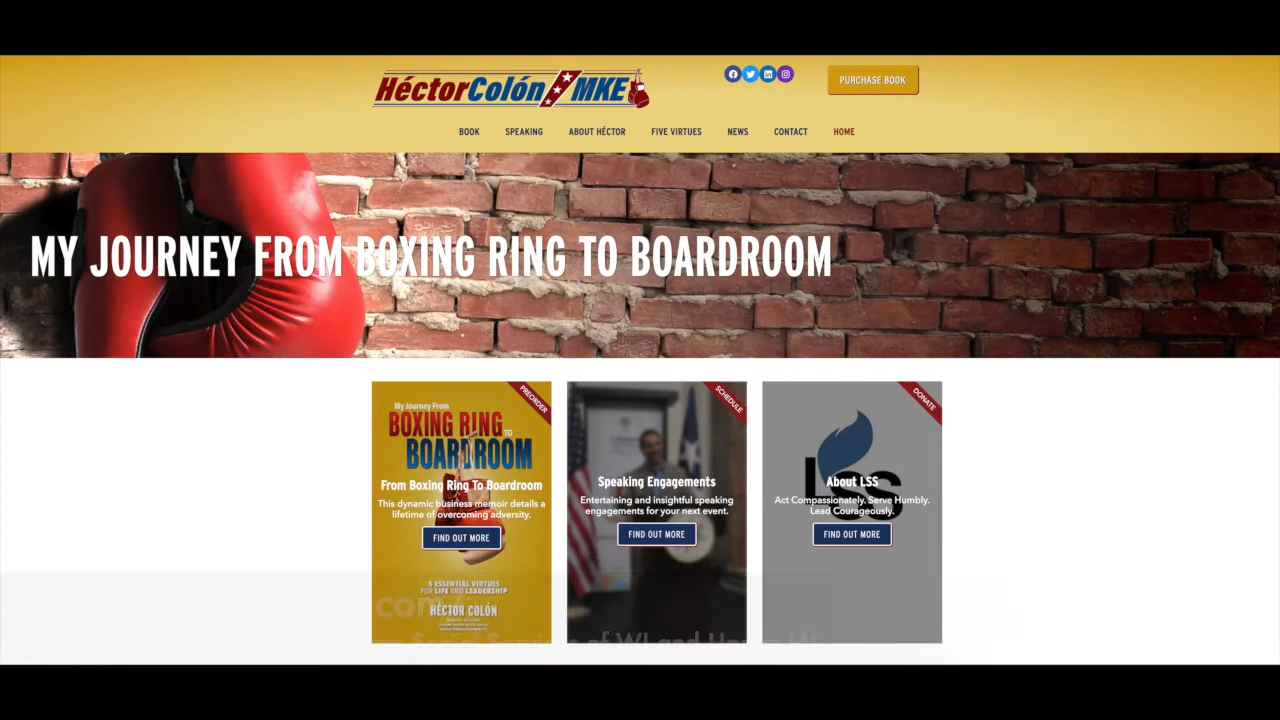 HéctorColón MKE
PURCHASE BOOK
BOOK SPEAKING ABOUT HÉCTOR FIVE VIRTUES NEWS CONTACT HOME
MY JOURNEY FROM BOXING RING TO BOARDROOM
PREORDER
My Journey From
BOXING RING TO
BOARDROOM
From Boxing Ring To Boardroom
This dynamic business memoir details a
lifetime of overcoming adversity.
FIND OUT MORE
5 ESSENTIAL VIRTUES
FOR LIFE AND LEADERSHIP
HÉCTOR COLÓN
SCHEDULE
Speaking Engagements
Entertaining and insightful speaking
engagements for your next event.
FIND OUT MORE
DONATE
LSS
About LSS
Act Compassionately. Serve Humbly.
Lead Courageously.
FIND OUT MORE
com
of WI and